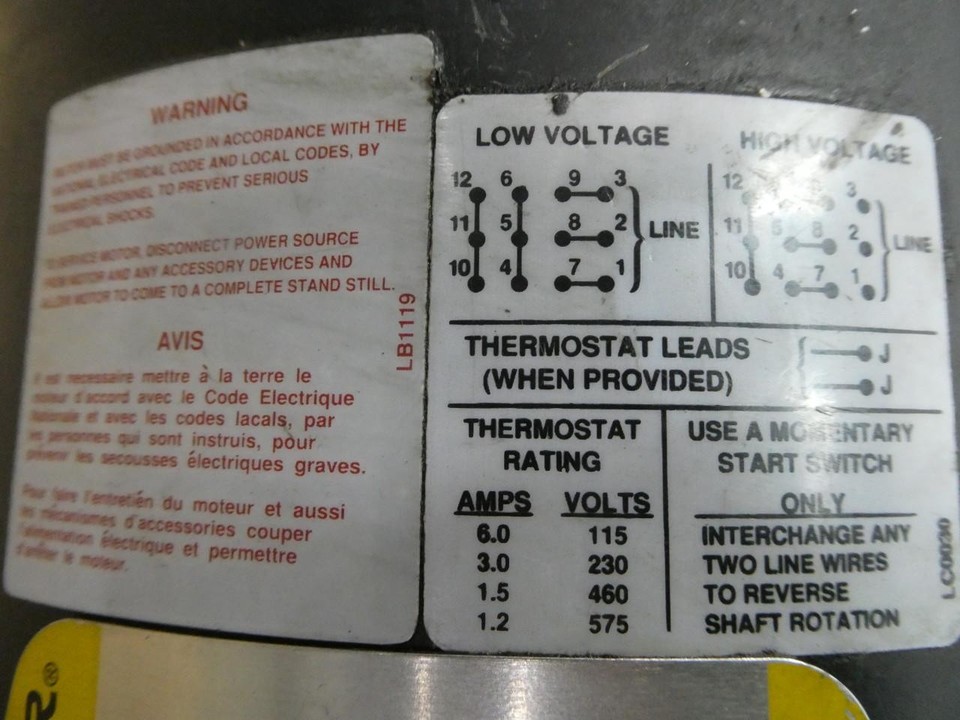 WARNING
MOTOR MUST BE GROUNDED IN ACCORDANCE WITH THE
NATIONAL ELECTRICAL CODE AND LOCAL CODES, BY
TRAINED PERSONNEL TO PREVENT SERIOUS
ELECTRICAL SHOCKS.
TO SERVICE MOTOR, DISCONNECT POWER SOURCE
FROM MOTOR AND ANY ACCESSORY DEVICES AND
ALLOW MOTOR TO COME TO A COMPLETE STAND STILL.
LB1119
AVIS
Il est necessaire mettre à la terre le
moteur d'accord avec le Code Electrique
Nationale et avec les codes lacals, par
les personnes qui sont instruis, pour
prévenir les secousses électriques graves.
Pour faire l'entretién du moteur et aussi
les mécanismes d'accessories couper
l'alimentation électrique et permettre
d'arrêter le moteur.
LOW VOLTAGE
12 6 9 3
11 5 8 2 LINE
10 4 7 1
HIGH VOLTAGE
12 3
11 8 2 LINE
10 4 7 1
THERMOSTAT LEADS J
(WHEN PROVIDED) J
THERMOSTAT
RATING
AMPS VOLTS
6.0 115
3.0 230
1.5 460
1.2 575
USE A MOMENTARY
START SWITCH
ONLY
INTERCHANGE ANY
TWO LINE WIRES
TO REVERSE
SHAFT ROTATION
LC0030
R®